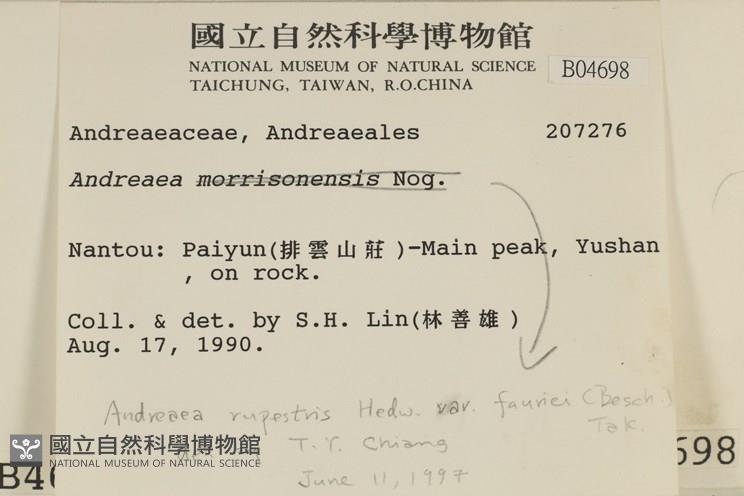 國立自然科學博物館
NATIONAL MUSEUM OF NATURAL SCIENCE
TAICHUNG, TAIWAN, R.O.CHINA
B04698
Andreaeaceae, Andreaeales 207276
Andreaea morrisonensis Nog.
Nantou: Paiyun(排雲山莊)-Main peak, Yushan
, on rock.
Coll. & det. by S.H. Lin(林善雄)
Aug. 17, 1990.
Andreaea rupestris Hedw. var. fauriei (Besch.)
Tak.
T.Y. Chiang
June 11, 1997
國立自然科學博物館
NATIONAL MUSEUM OF NATURAL SCIENCE
B04
698